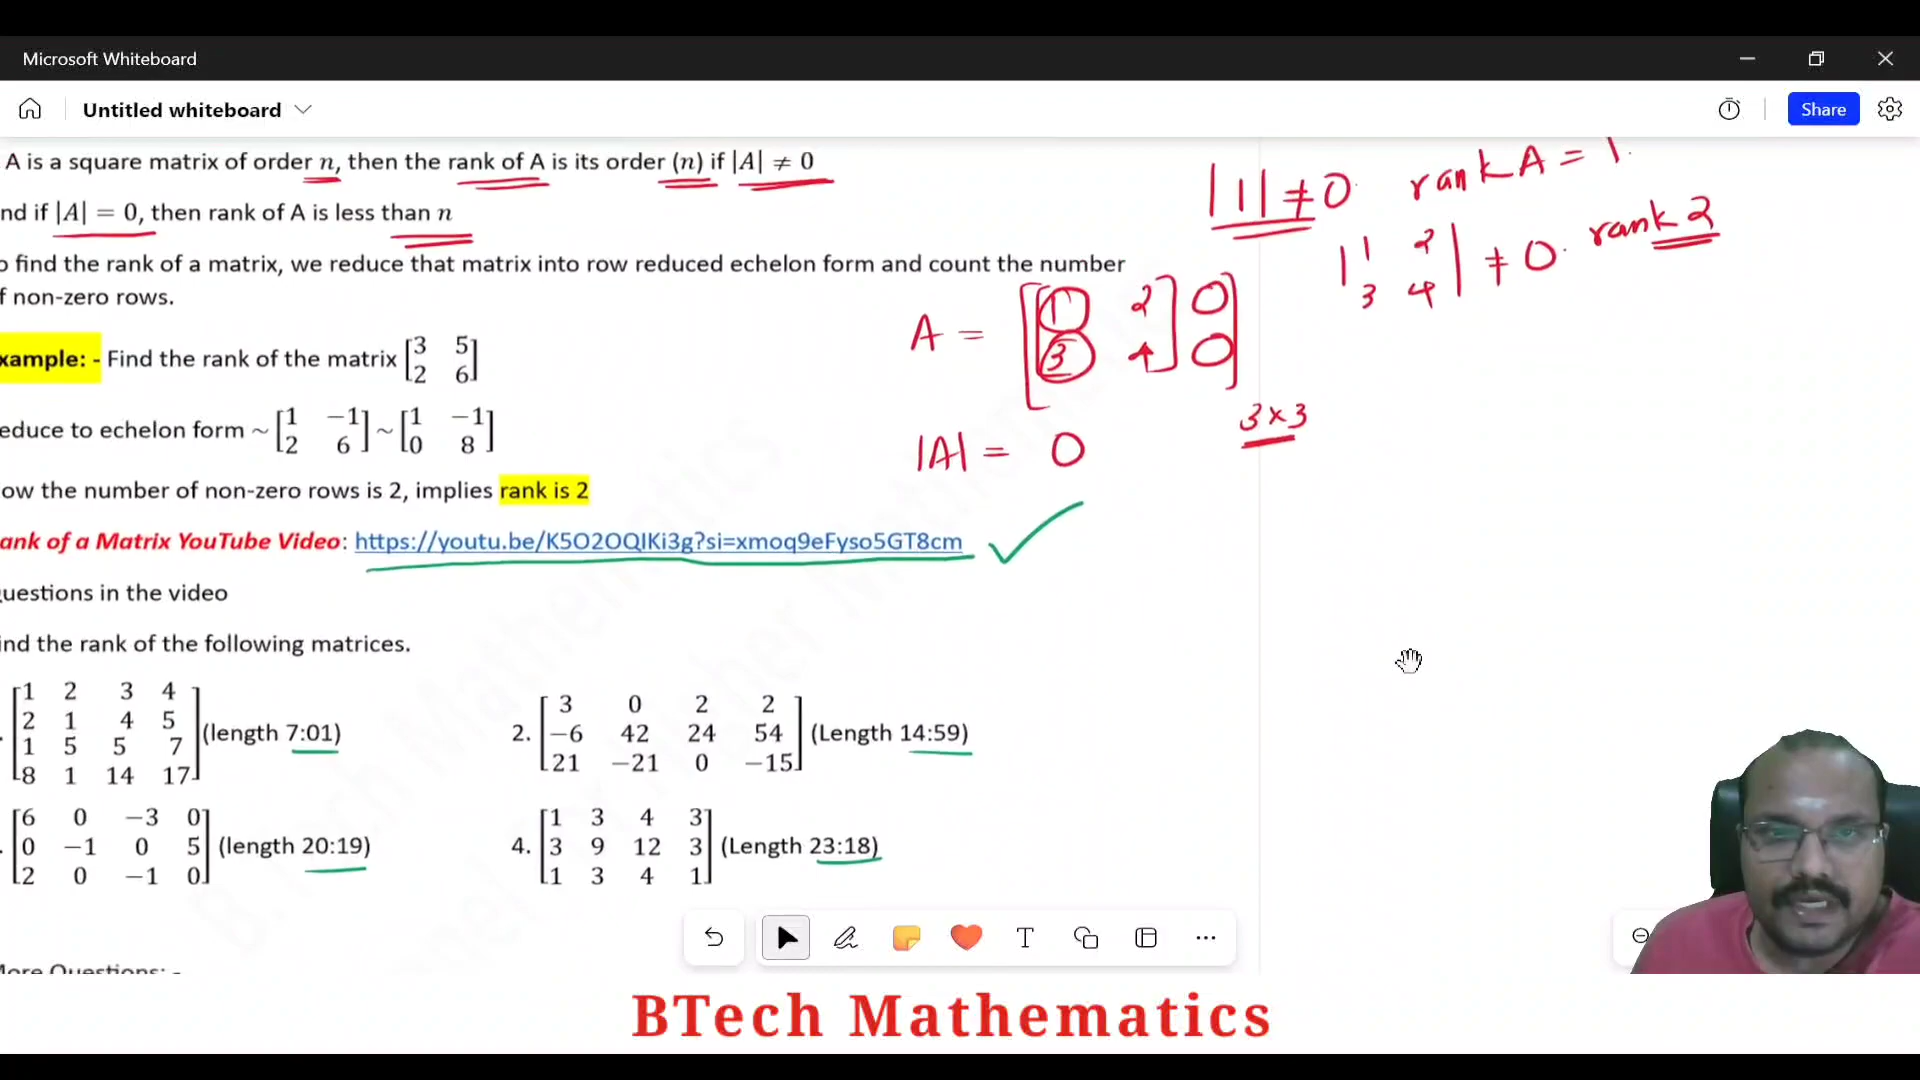 Microsoft Whiteboard
Untitled whiteboard
Share
A is a square matrix of order n, then the rank of A is its order (n) if |A| ≠ 0
nd if |A| = 0, then rank of A is less than n
o find the rank of a matrix, we reduce that matrix into row reduced echelon form and count the number
f non-zero rows.
xample: - Find the rank of the matrix [3 5
2 6]
educe to echelon form ~ [1 −1
2 6] ~ [1 −1
0 8]
ow the number of non-zero rows is 2, implies rank is 2
ank of a Matrix YouTube Video: https://youtu.be/K5O2OQIKi3g?si=xmoq9eFyso5GT8cm
uestions in the video
ind the rank of the following matrices.
[1 2 3 4
2 1 4 5
1 5 5 7
8 1 14 17] (length 7:01)
2. [3 0 2 2
−6 42 24 54
21 −21 0 −15] (Length 14:59)
[6 0 −3 0
0 −1 0 5
2 0 −1 0] (length 20:19)
4. [1 3 4 3
3 9 12 3
1 3 4 1] (Length 23:18)
More Questions: -
|1| ≠ 0 rank A = 1.
|1 2
3 4| ≠ 0. rank 2
A = [1 2 0
3 4 0]
3×3
|A| = 0
B.Tech Mathematics
BTech Mathematics